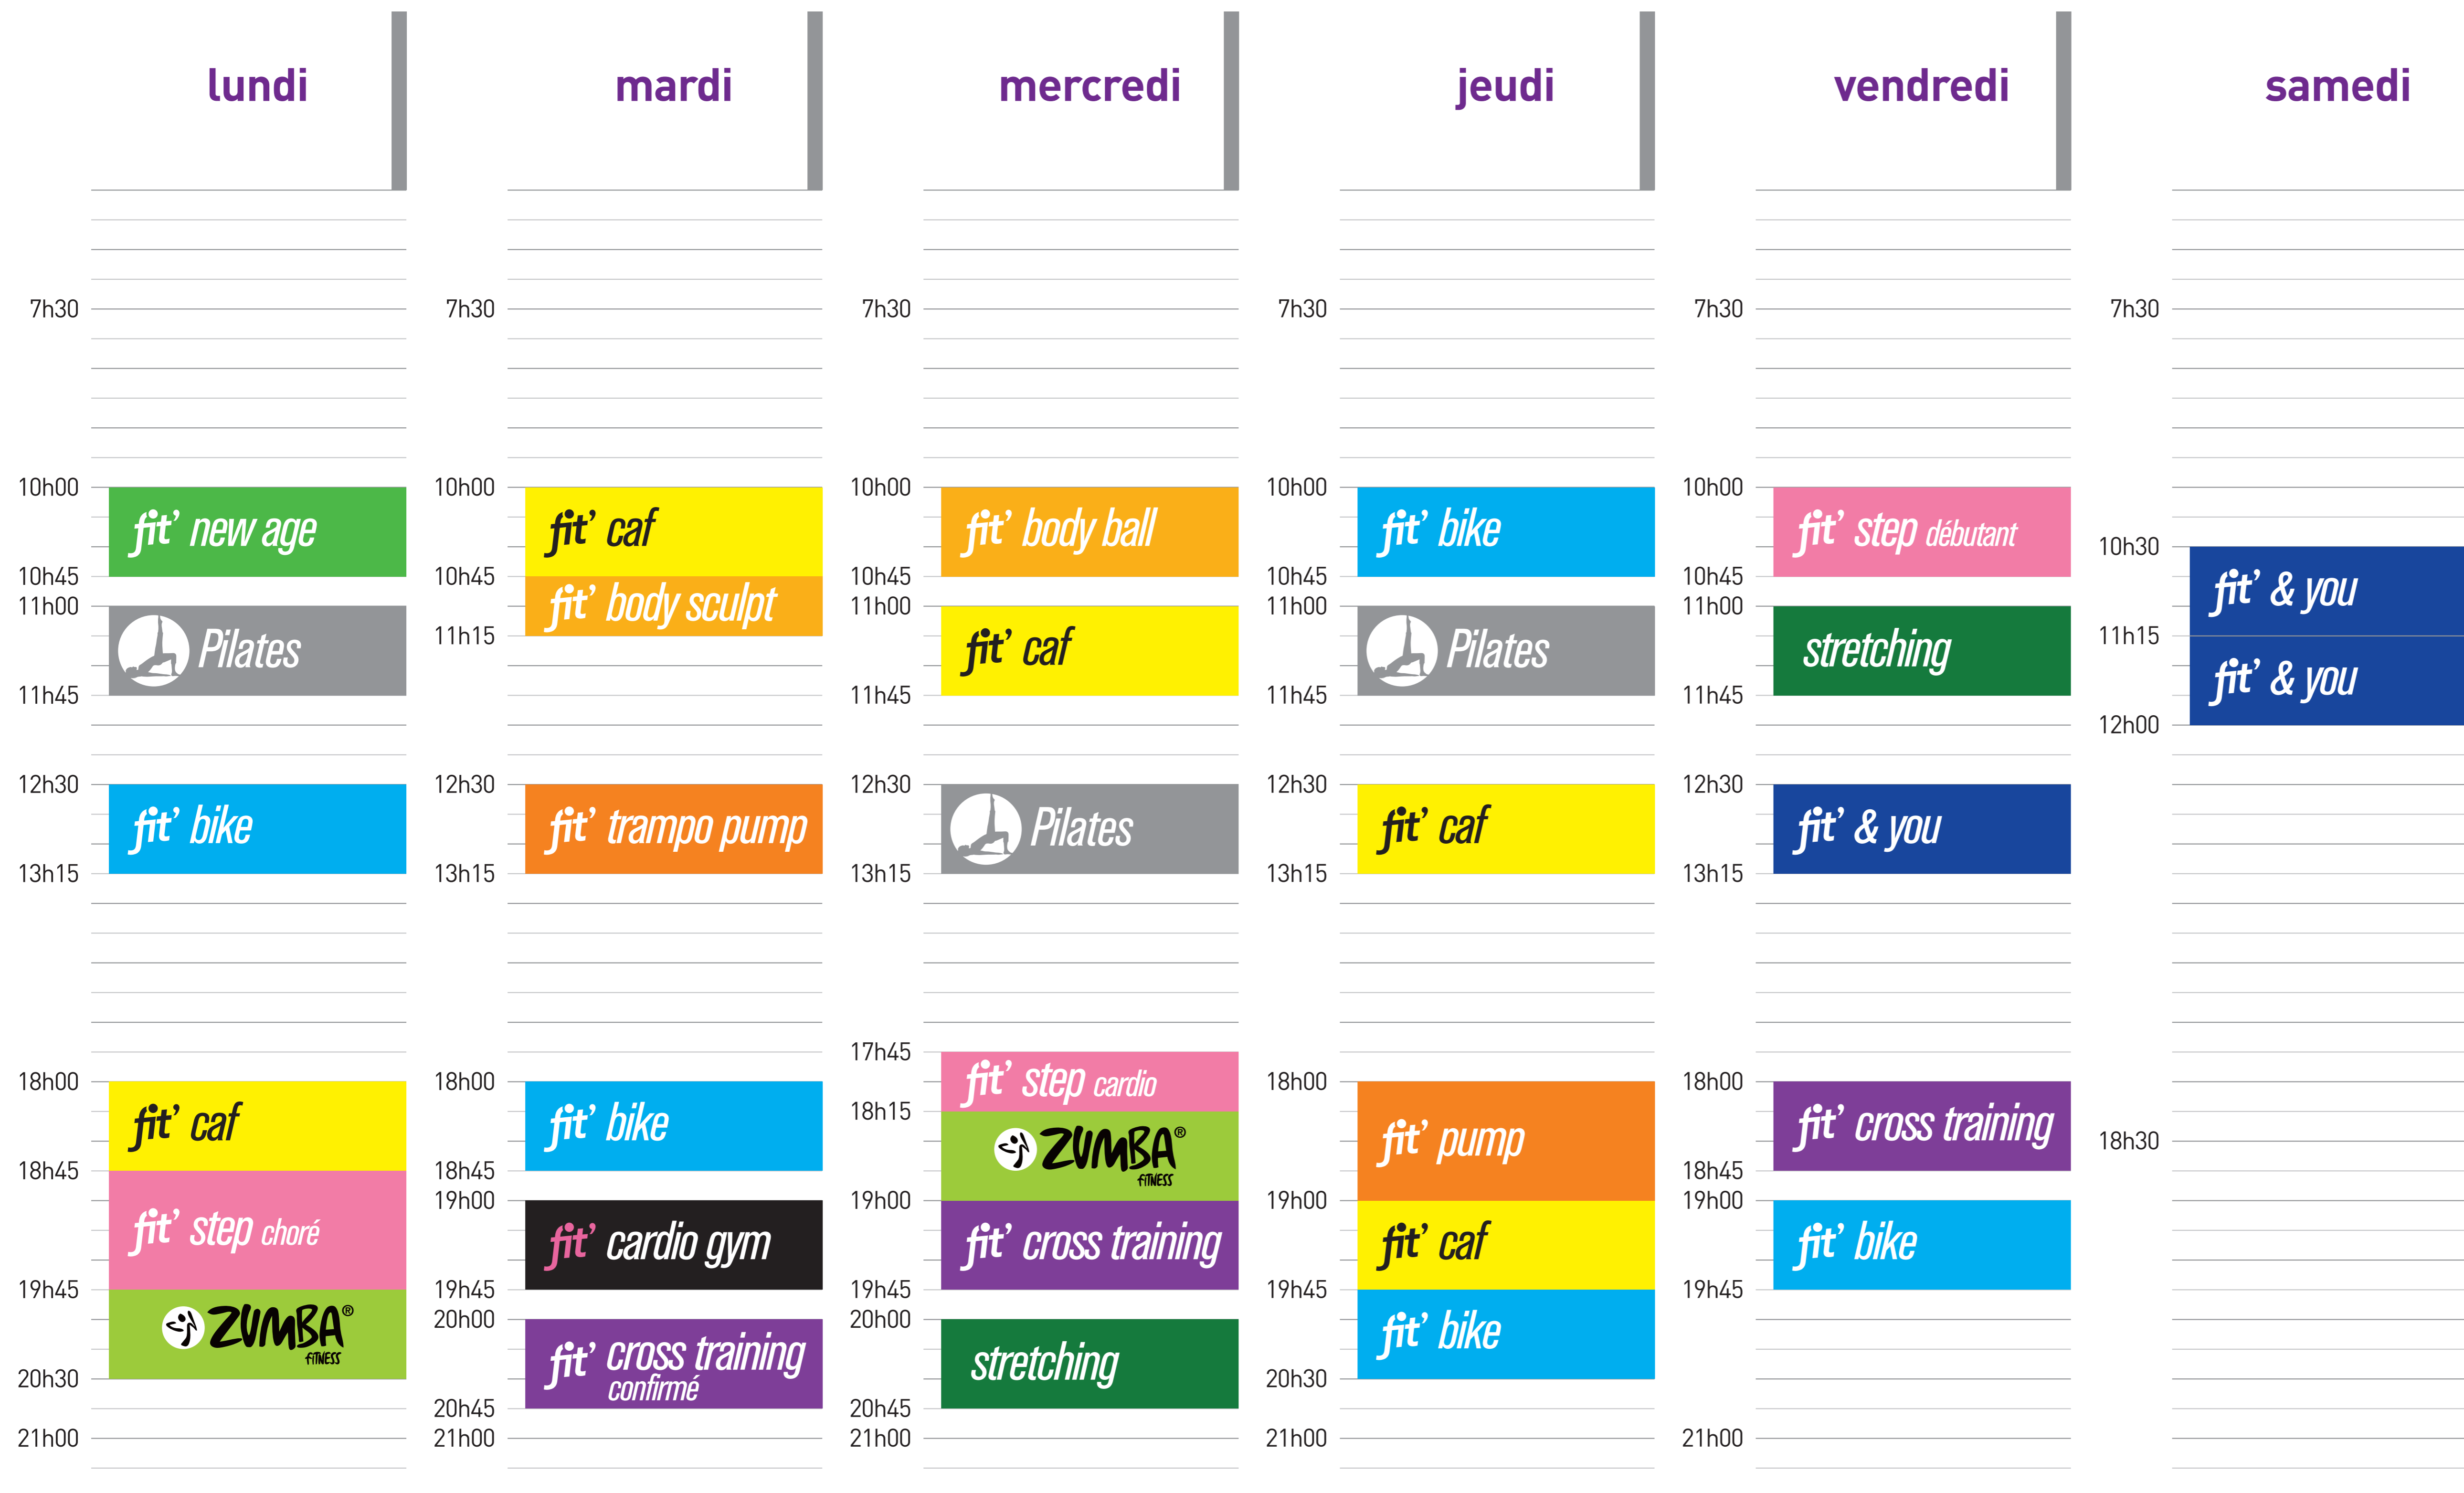 lundi
7h30
10h00
fit’ new age
10h45
11h00
Pilates
11h45
12h30
fit’ bike
13h15
18h00
fit’ caf
18h45
fit’ step choré
19h45
ZUMBA®
FITNESS
20h30
21h00
mardi
7h30
10h00
fit’ caf
10h45
fit’ body sculpt
11h15
12h30
fit’ trampo pump
13h15
18h00
fit’ bike
18h45
19h00
fit’ cardio gym
19h45
20h00
fit’ cross training
confirmé
20h45
21h00
mercredi
7h30
10h00
fit’ body ball
10h45
11h00
fit’ caf
11h45
12h30
Pilates
13h15
17h45
fit’ step cardio
18h15
ZUMBA®
FITNESS
19h00
fit’ cross training
19h45
20h00
stretching
20h45
21h00
jeudi
7h30
10h00
fit’ bike
10h45
11h00
Pilates
11h45
12h30
fit’ caf
13h15
18h00
fit’ pump
19h00
fit’ caf
19h45
fit’ bike
20h30
21h00
vendredi
7h30
10h00
fit’ step débutant
10h45
11h00
stretching
11h45
12h30
fit’ & you
13h15
18h00
fit’ cross training
18h45
19h00
fit’ bike
19h45
21h00
samedi
7h30
10h30
fit’ & you
11h15
fit’ & you
12h00
18h30